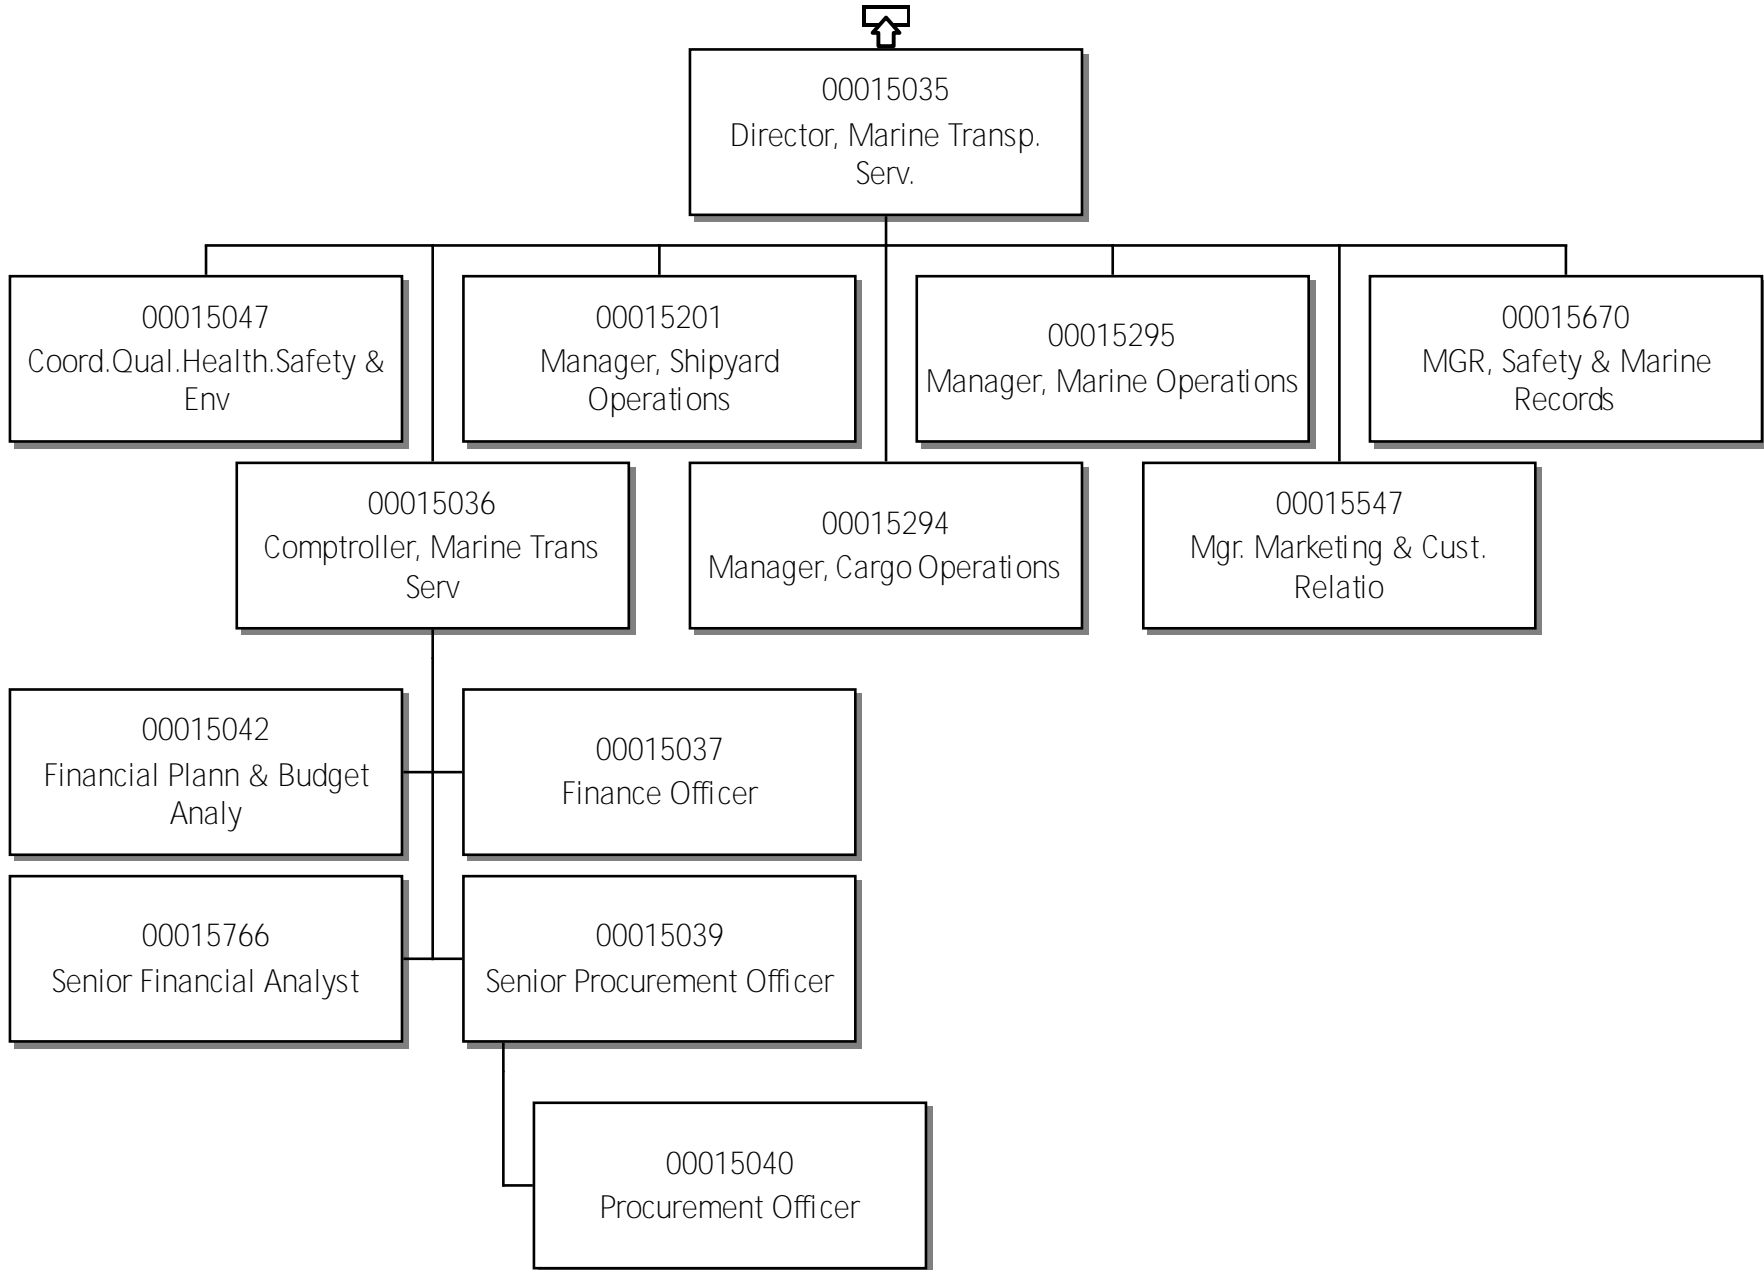 00015035
Director, Marine Transp.
Serv.
00015047
Coord.Qual.Health.Safety &
Env
00015201
Manager, Shipyard
Operations
00015295
Manager, Marine Operations
00015670
MGR, Safety & Marine
Records
00015036
Comptroller, Marine Trans
Serv
00015294
Manager, Cargo Operations
00015547
Mgr. Marketing & Cust.
Relatio
00015042
Financial Plann & Budget
Analy
00015037
Finance Officer
00015766
Senior Financial Analyst
00015039
Senior Procurement Officer
00015040
Procurement Officer